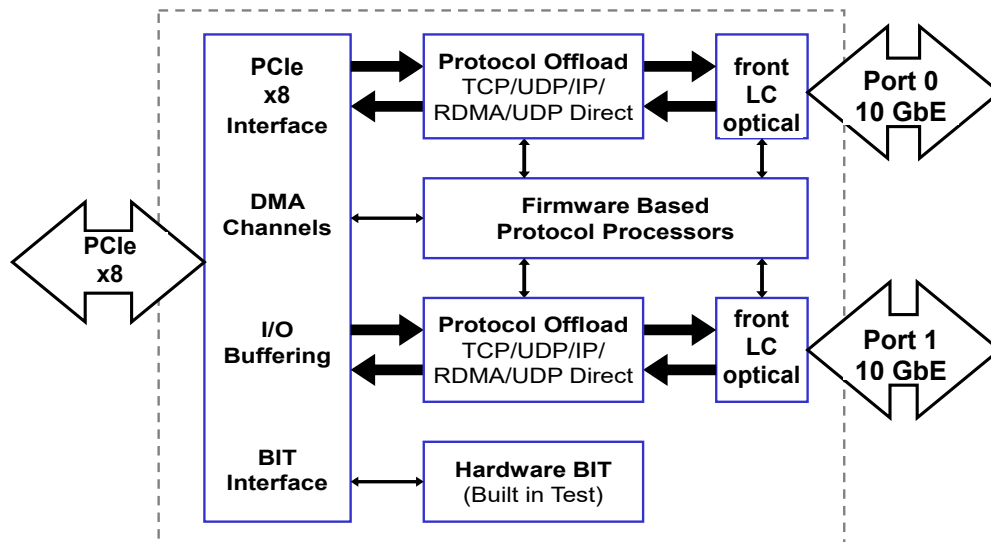 PCIe
x8
PCIe
x8
Interface
DMA
Channels
I/O
Buffering
BIT
Interface
Protocol Offload
TCP/UDP/IP/
RDMA/UDP Direct
front
LC
optical
Port 0
10 GbE
Firmware Based
Protocol Processors
Protocol Offload
TCP/UDP/IP/
RDMA/UDP Direct
front
LC
optical
Port 1
10 GbE
Hardware BIT
(Built in Test)